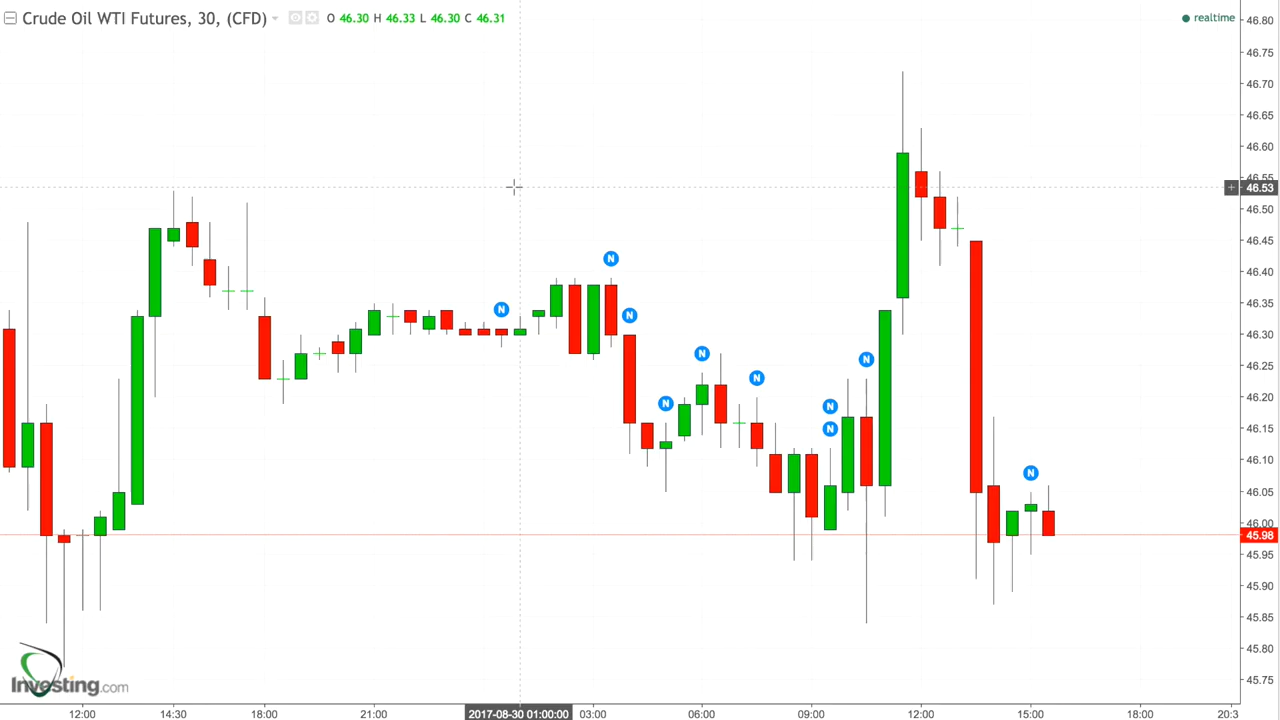 Crude Oil WTI Futures, 30, (CFD) O 46.30 H 46.33 L 46.30 C 46.31
realtime
46.80
46.75
46.70
46.65
46.60
46.55
46.53
46.50
46.45
46.40
46.35
46.30
46.25
46.20
46.15
46.10
46.05
46.00
45.98
45.95
45.90
45.85
45.80
45.75
N
N
N
N
N
N
N
N
N
N
Investing.com
12:00 14:30 18:00 21:00 2017-08-30 01:00:00 03:00 06:00 09:00 12:00 15:00 18:00 20:3